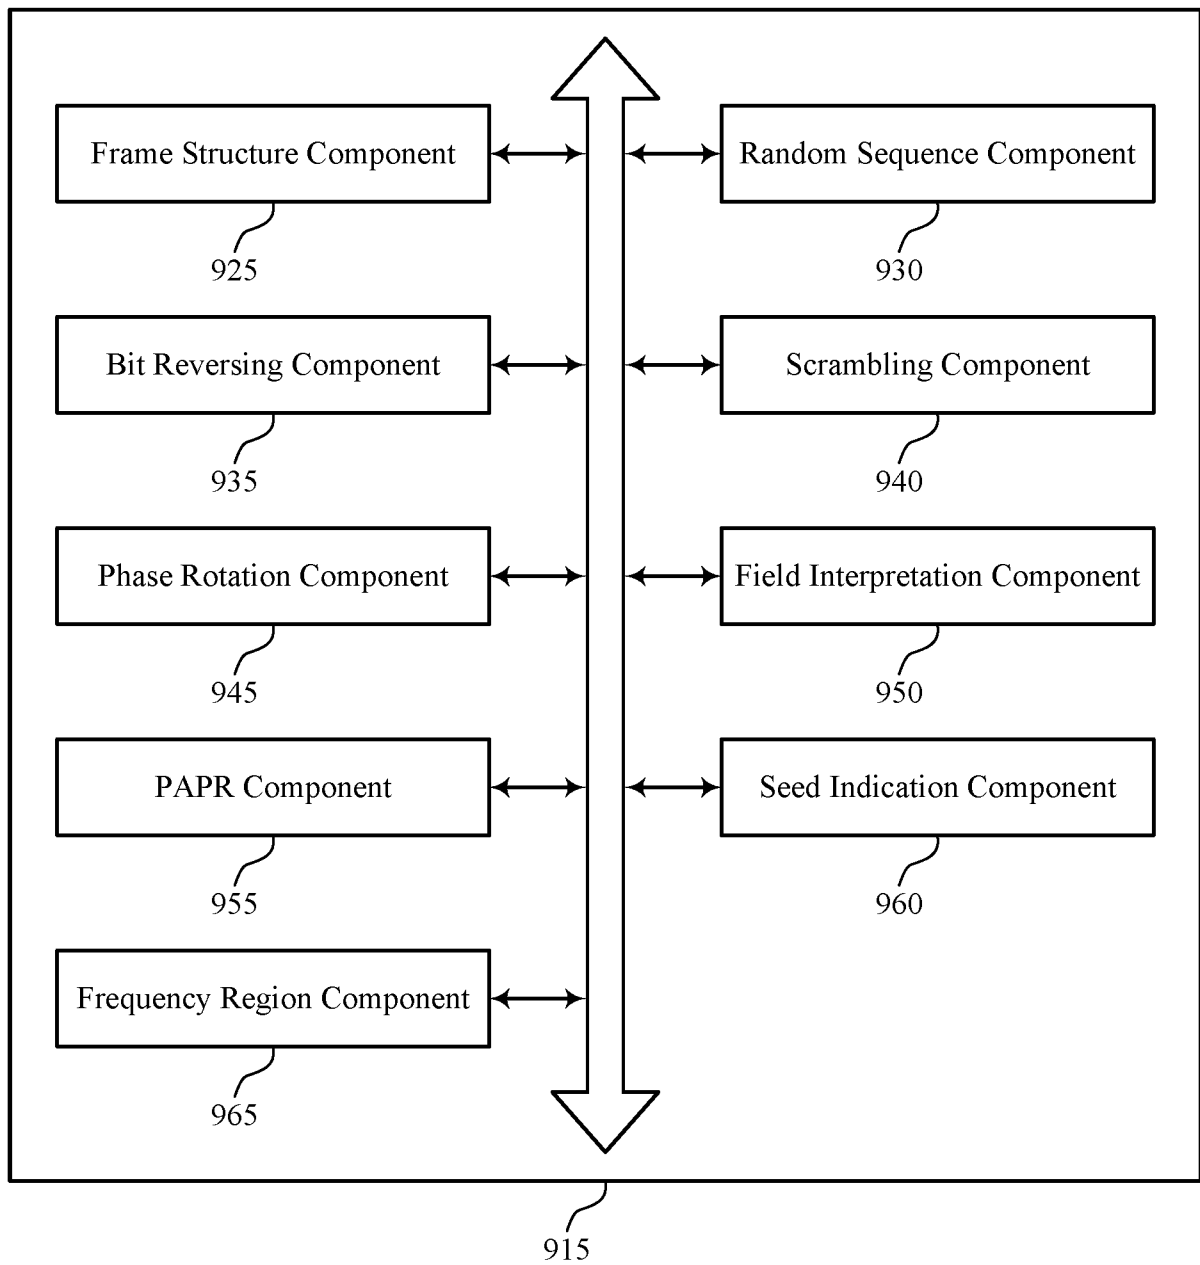 Frame Structure Component
Random Sequence Component
925
930
Bit Reversing Component
Scrambling Component
935
940
Phase Rotation Component
Field Interpretation Component
945
950
PAPR Component
Seed Indication Component
955
960
Frequency Region Component
965
915